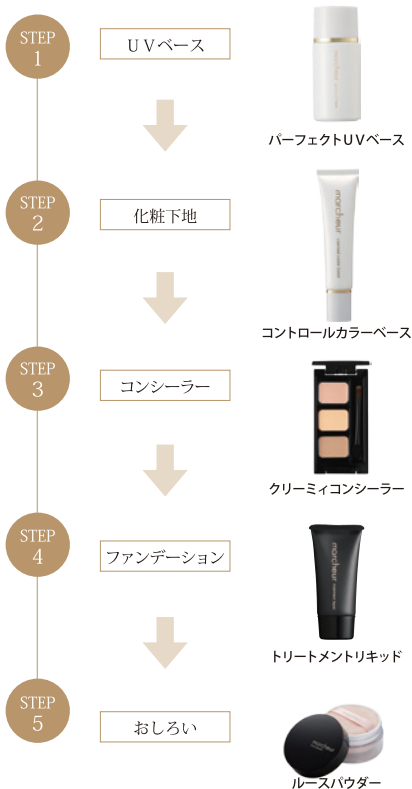 STEP
1
ＵＶベース
marcheur
パーフェクトＵＶベース
STEP
2
化粧下地
marcheur
コントロールカラーベース
STEP
3
コンシーラー
クリーミィコンシーラー
STEP
4
ファンデーション
marcheur
トリートメントリキッド
STEP
5
おしろい
marcheur
ルースパウダー